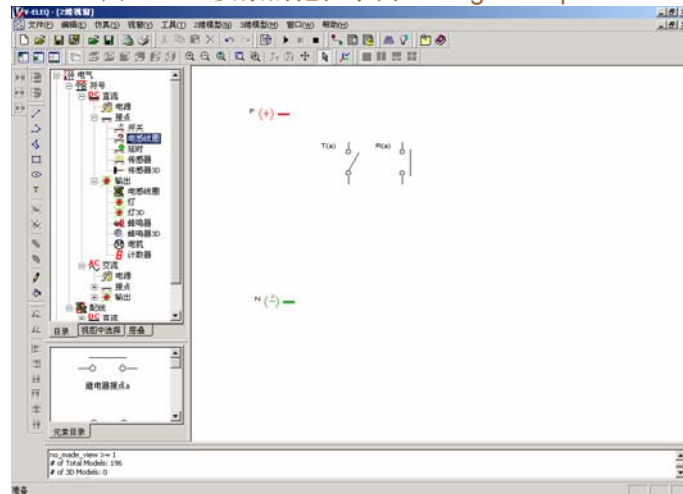 V-ELEQ - [2维视窗]
文件(F) 编辑(E) 仿真(S) 视窗(V) 工具(T) 2维模型(N) 3维模型(M) 窗口(W) 帮助(H)
电气
符号
DC 直流
电源
接点
开关
电感线圈
延时
传感器
传感器3D
输出
电感线圈
灯
灯3D
蜂鸣器
蜂鸣器3D
电机
计数器
AC 交流
电源
接点
输出
配线
DC 直流
目录 视图中选择 层叠
继电器接点a
元素目录
P (+)
T(a) R(a)
N (-)
no_made_view >= 1
# of Total Models: 196
# of 3D Models: 0
准备